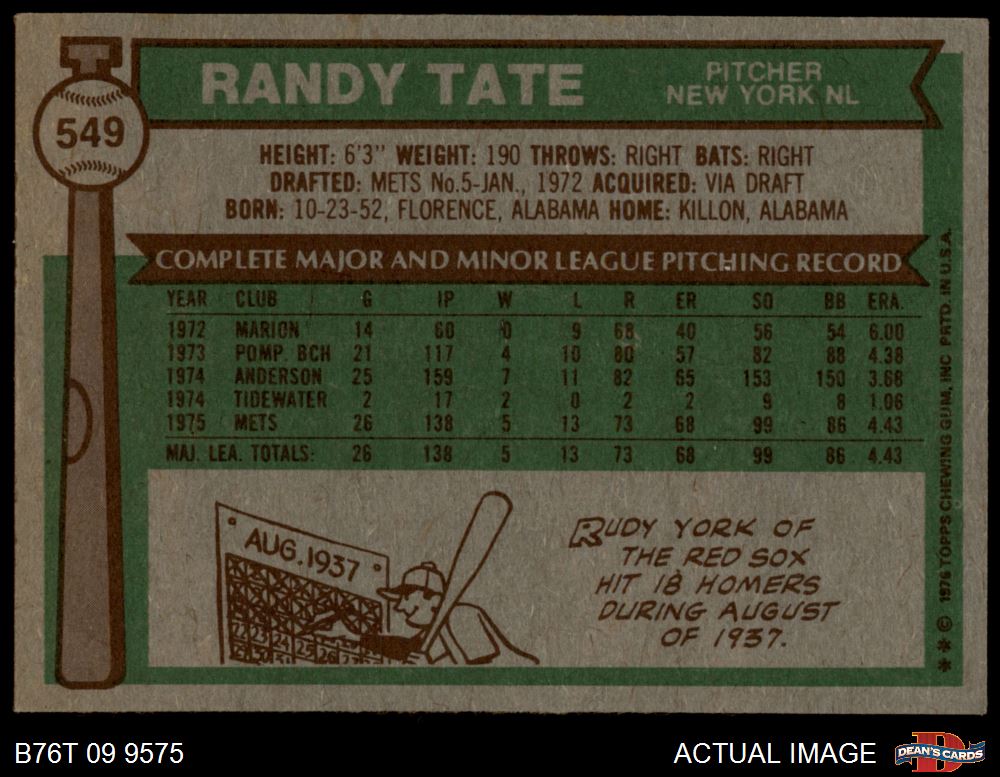 RANDY TATE
PITCHER
NEW YORK NL
549
HEIGHT: 6'3" WEIGHT: 190 THROWS: RIGHT BATS: RIGHT
DRAFTED: METS No.5-JAN., 1972 ACQUIRED: VIA DRAFT
BORN: 10-23-52, FLORENCE, ALABAMA HOME: KILLON, ALABAMA
COMPLETE MAJOR AND MINOR LEAGUE PITCHING RECORD
YEAR CLUB G IP W L R ER SO BB ERA.
1972 MARION 14 60 0 9 68 40 56 54 6.00
1973 POMP. BCH 21 117 4 10 80 57 82 88 4.38
1974 ANDERSON 25 159 7 11 82 65 153 150 3.68
1974 TIDEWATER 2 17 2 0 2 2 9 8 1.06
1975 METS 26 138 5 13 73 68 99 86 4.43
MAJ. LEA. TOTALS: 26 138 5 13 73 68 99 86 4.43
AUG. 1937
RUDY YORK OF
THE RED SOX
HIT 18 HOMERS
DURING AUGUST
OF 1937.
** © 1976 TOPPS CHEWING GUM, INC PRTD. IN U.S.A.
B76T 09 9575
ACTUAL IMAGE
D
DEAN'S CARDS